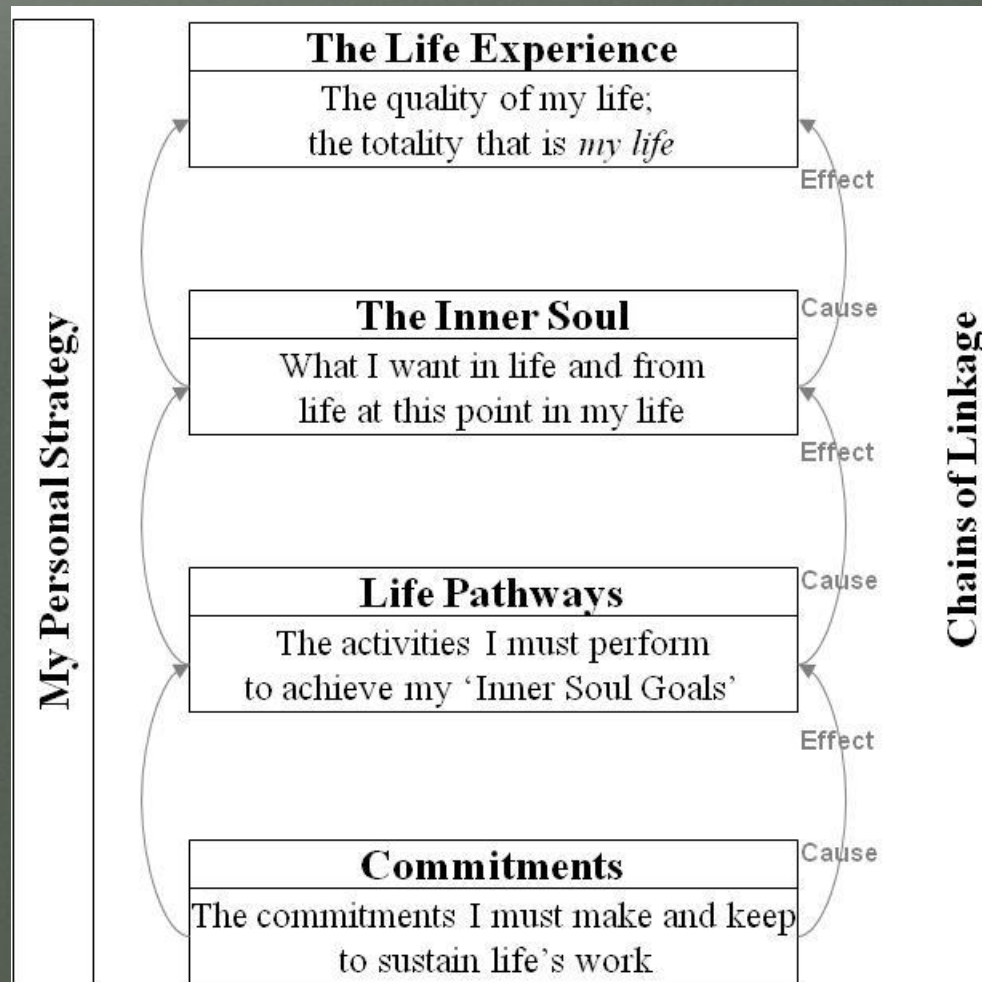 My Personal Strategy
The Life Experience
The quality of my life;
the totality that is my life
Effect
Cause
The Inner Soul
What I want in life and from
life at this point in my life
Effect
Cause
Life Pathways
The activities I must perform
to achieve my ‘Inner Soul Goals’
Effect
Cause
Commitments
The commitments I must make and keep
to sustain life’s work
Chains of Linkage